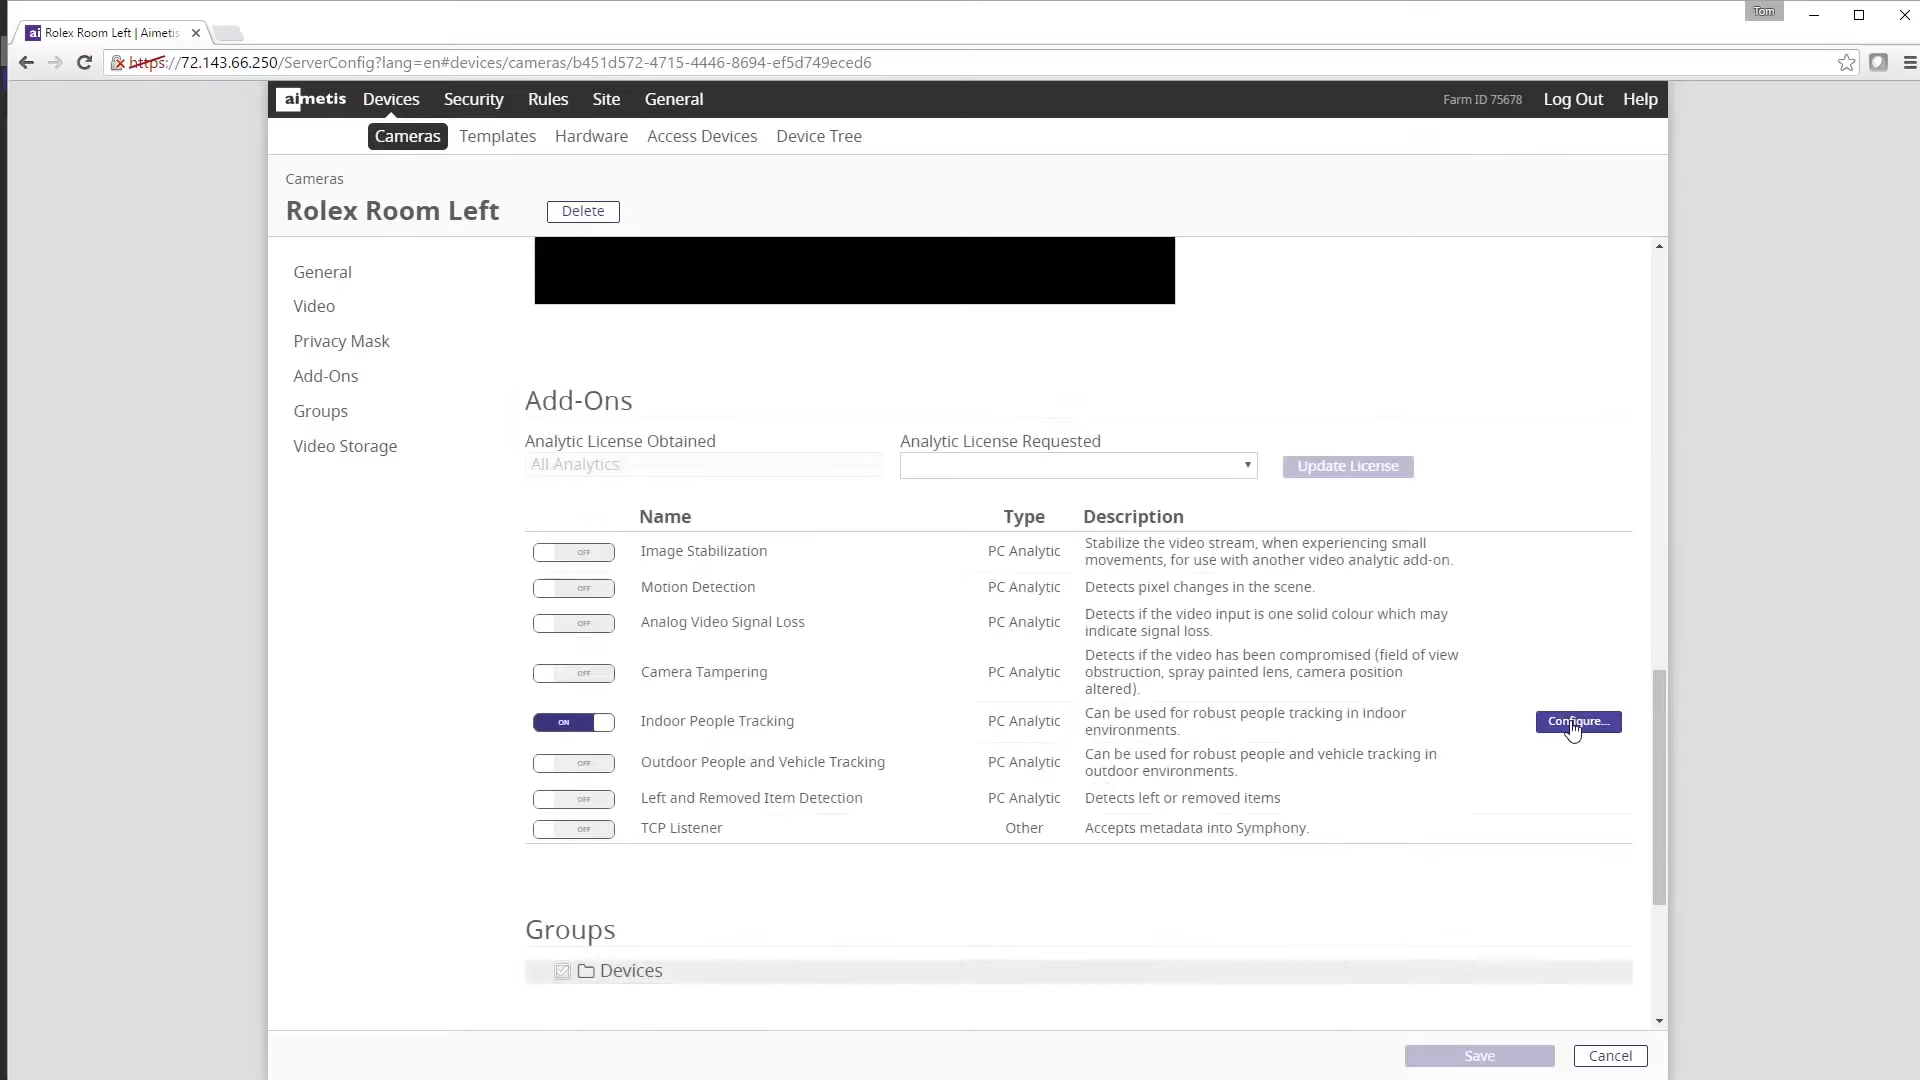 Tom
ai Rolex Room Left | Aimetis
https://72.143.66.250/ServerConfig?lang=en#devices/cameras/b451d572-4715-4446-8694-ef5d749eced6
aimetis Devices Security Rules Site General Farm ID 75678 Log Out Help
Cameras Templates Hardware Access Devices Device Tree
Cameras
Rolex Room Left Delete
General
Video
Privacy Mask
Add-Ons
Groups
Video Storage
Add-Ons
Analytic License Obtained Analytic License Requested
All Analytics Update License
Name Type Description
OFF Image Stabilization PC Analytic Stabilize the video stream, when experiencing small
movements, for use with another video analytic add-on.
OFF Motion Detection PC Analytic Detects pixel changes in the scene.
OFF Analog Video Signal Loss PC Analytic Detects if the video input is one solid colour which may
indicate signal loss.
OFF Camera Tampering PC Analytic Detects if the video has been compromised (field of view
obstruction, spray painted lens, camera position
altered).
ON Indoor People Tracking PC Analytic Can be used for robust people tracking in indoor
environments.
Configure...
OFF Outdoor People and Vehicle Tracking PC Analytic Can be used for robust people and vehicle tracking in
outdoor environments.
OFF Left and Removed Item Detection PC Analytic Detects left or removed items
OFF TCP Listener Other Accepts metadata into Symphony.
Groups
Devices
Save Cancel